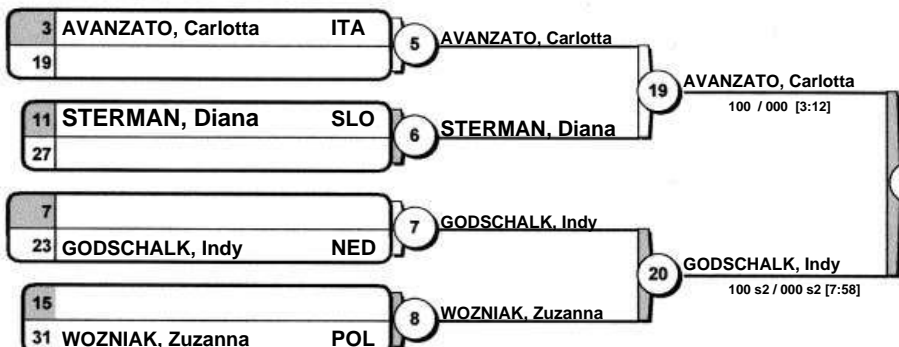 3 AVANZATO, Carlotta ITA
19
5
AVANZATO, Carlotta
11 STERMAN, Diana SLO
27
6
STERMAN, Diana
19
AVANZATO, Carlotta
100 / 000 [3:12]
7
23 GODSCHALK, Indy NED
7
GODSCHALK, Indy
15
31 WOZNIAK, Zuzanna POL
8
WOZNIAK, Zuzanna
20
GODSCHALK, Indy
100 s2 / 000 s2 [7:58]